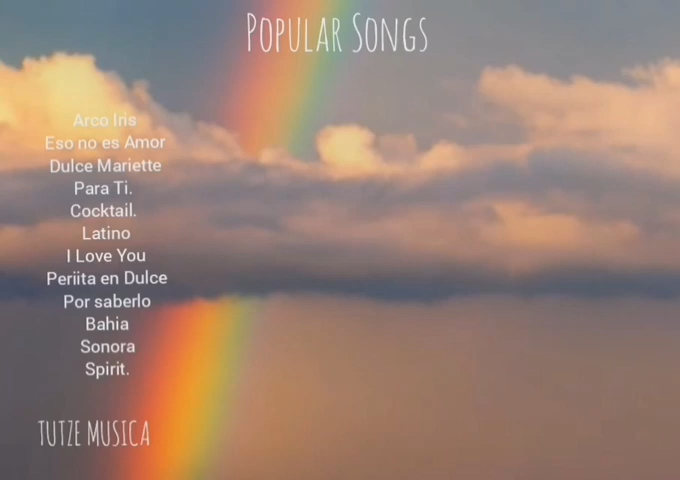 Popular Songs
Arco Iris
Eso no es Amor
Dulce Mariette
Para Ti.
Cocktail.
Latino
I Love You
Periita en Dulce
Por saberlo
Bahia
Sonora
Spirit.
TUTZE MUSICA